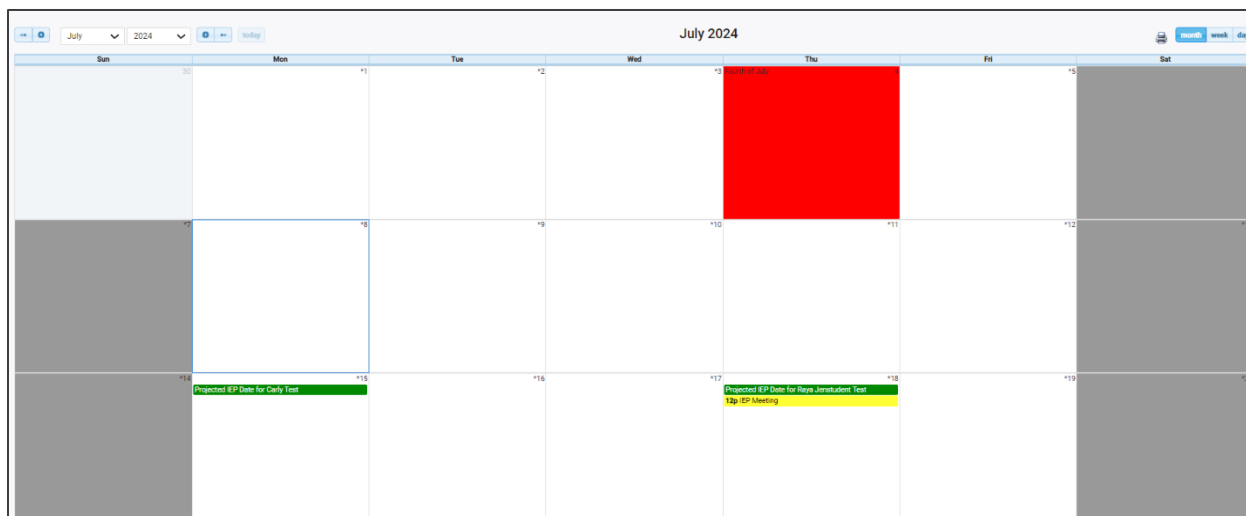 July 2024 today July 2024 month week day
Sun Mon Tue Wed Thu Fri Sat
30 *1 *2 *3 Fourth of July 4 *5
*7 *8 *9 *10 *11 *12
*14 *15 *16 *17 *18 *19
Projected IEP Date for Carly Test Projected IEP Date for Raya Jenstudent Test
12p IEP Meeting